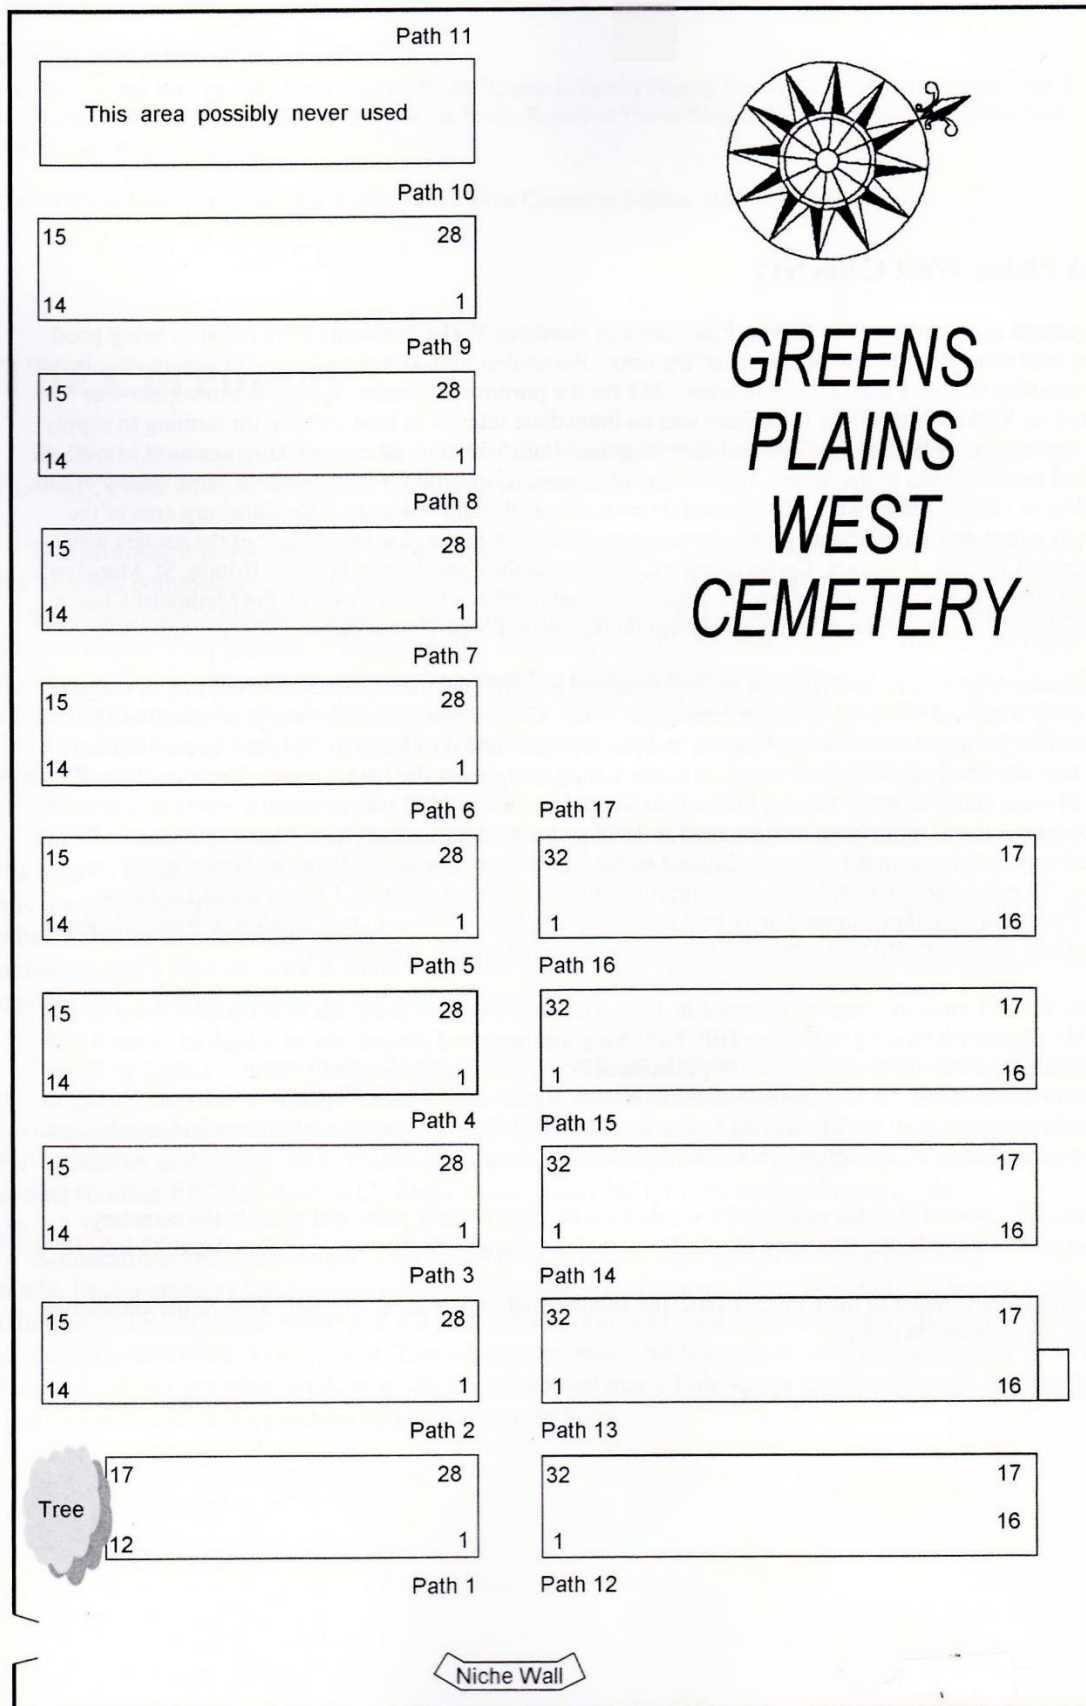 Path 11
This area possibly never used
Path 10
15 28
14 1
Path 9
15 28
14 1
Path 8
15 28
14 1
Path 7
15 28
14 1
GREENS
PLAINS
WEST
CEMETERY
Path 6 Path 17
15 28 32 17
14 1 1 16
Path 5 Path 16
15 28 32 17
14 1 1 16
Path 4 Path 15
15 28 32 17
14 1 1 16
Path 3 Path 14
15 28 32 17
14 1 1 16
Path 2 Path 13
17 28 32 17
Tree
16
12 1 1
Path 1 Path 12
Niche Wall